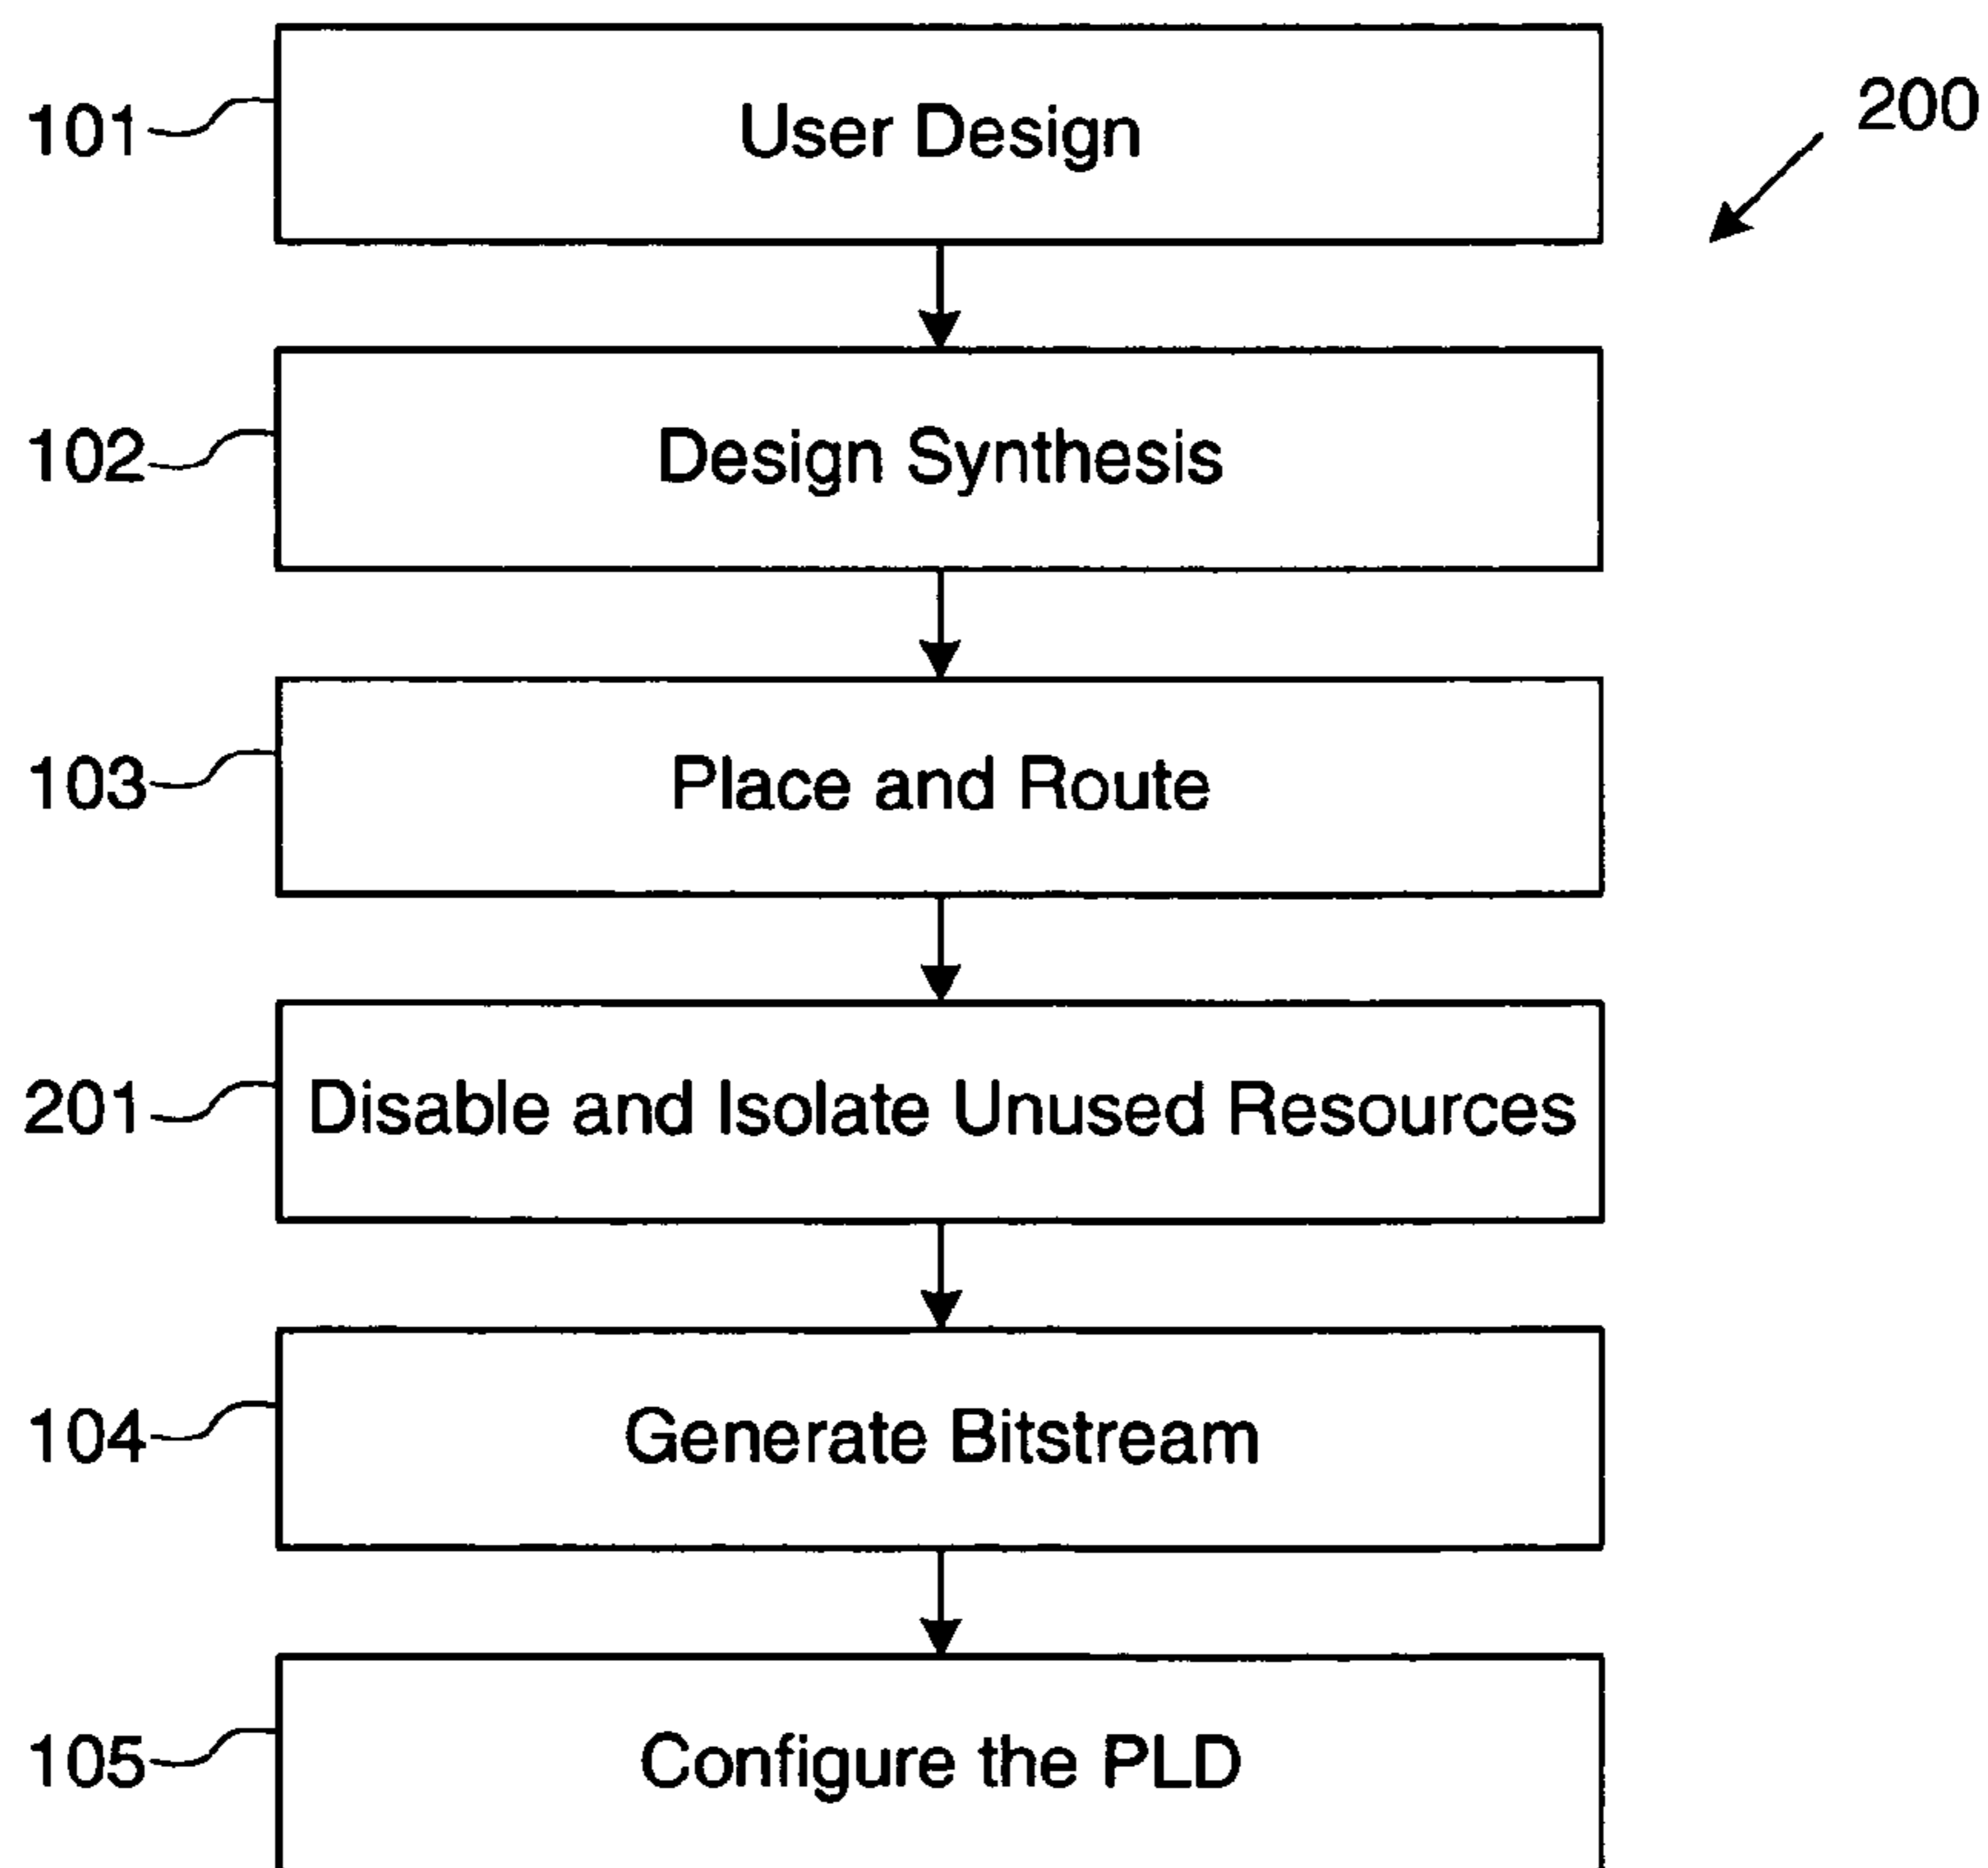 200
101 User Design
102 Design Synthesis
103 Place and Route
201 Disable and Isolate Unused Resources
104 Generate Bitstream
105 Configure the PLD